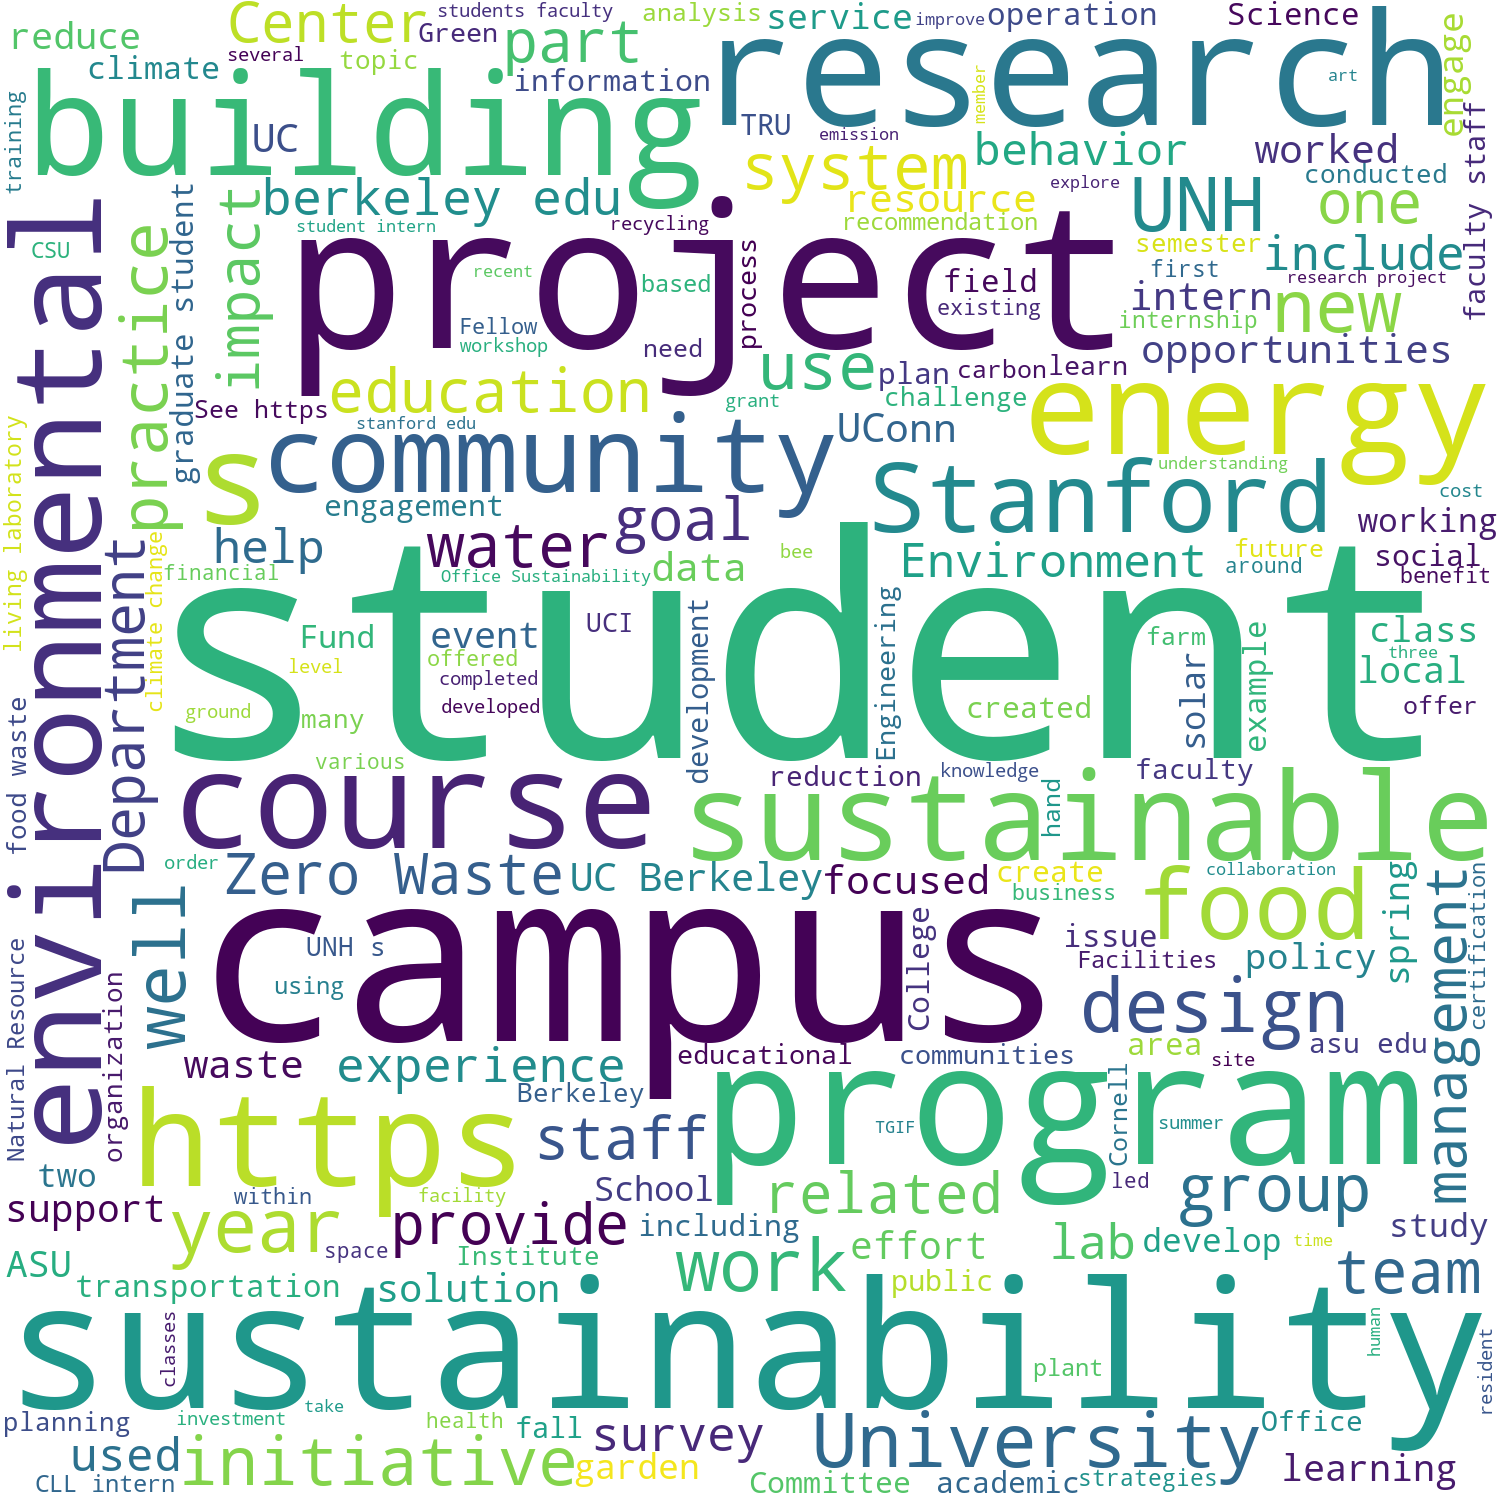 students faculty
reduce
Center
Green
part
analysis
service
improve
operation
Science
engage
several
climate
topic
information
research
member
art
building
training
UC
TRU
emission
behavior
worked
faculty staff
system
conducted
berkeley edu
resource
explore
UNH
one
environmental
practice
graduate student
impact
student intern
recycling
recommendation
semester
include
CSU
project
process
recent
based
field
first
research project
existing
intern
new
Fellow
internship
workshop
need
use
plan
carbon
learn
opportunities
education
energy
See https
grant
challenge
living laboratory
stanford edu
UConn
s
community
understanding
Stanford
cost
engagement
goal
working
help
water
climate change
Department
data
bee
Environment
future
around
social
financial
Office Sustainability
benefit
student
Fund
event
UCI
development
Engineering
farm
solar
example
class
three
local
level
offered
completed
food waste
ground
many
developed
created
offer
various
reduction
knowledge
faculty
course
hand
sustainable
order
Zero Waste
UC Berkeley
focused
create
business
collaboration
food
spring
management
certification
well
campus
UNH s
College
issue
Facilities
policy
using
design
Natural Resource
organization
waste
experience
educational
communities
area
site
asu edu
https
Berkeley
program
Cornell
staff
TGIF
summer
two
within
facility
School
related
led
group
support
year
provide
including
study
space
ASU
Institute
work
effort
lab
develop
time
team
transportation
solution
public
sustainability
classes
human
plant
resident
planning
investment
take
health
fall
survey
University
Office
used
initiative
garden
learning
CLL intern
Committee
academic
strategies